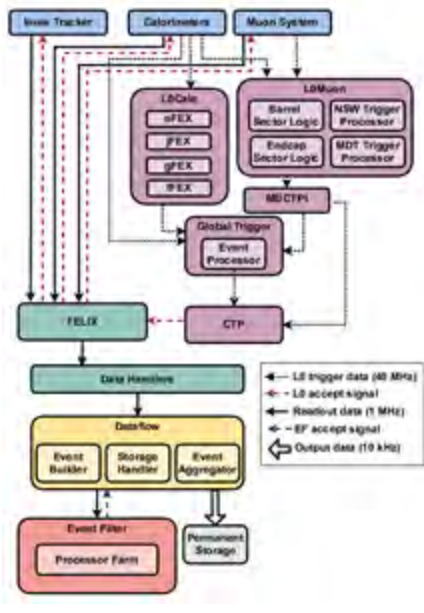 Inner Tracker
Calorimeters
Muon System
L0Calo
eFEX
jFEX
gFEX
fFEX
L0Muon
Barrel
Sector Logic
NSW Trigger
Processor
Endcap
Sector Logic
MDT Trigger
Processor
MUCTPI
Global Trigger
Event
Processor
FELIX
CTP
Data Handlers
Dataflow
Event
Builder
Storage
Handler
Event
Aggregator
Event Filter
Processor Farm
Permanent
Storage
L0 trigger data (40 MHz)
L0 accept signal
Readout data (1 MHz)
EF accept signal
Output data (10 kHz)